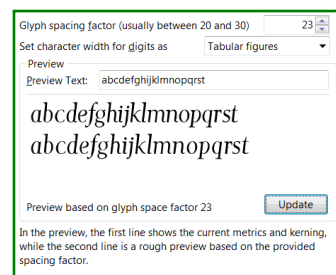 Glyph spacing factor (usually between 20 and 30) 23
Set character width for digits as Tabular figures
Preview
Preview Text: abcdefghijklmnopqrst
abcdefghijklmnopqrst
abcdefghijklmnopqrst
Preview based on glyph space factor 23 Update
In the preview, the first line shows the current metrics and kerning,
while the second line is a rough preview based on the provided
spacing factor.